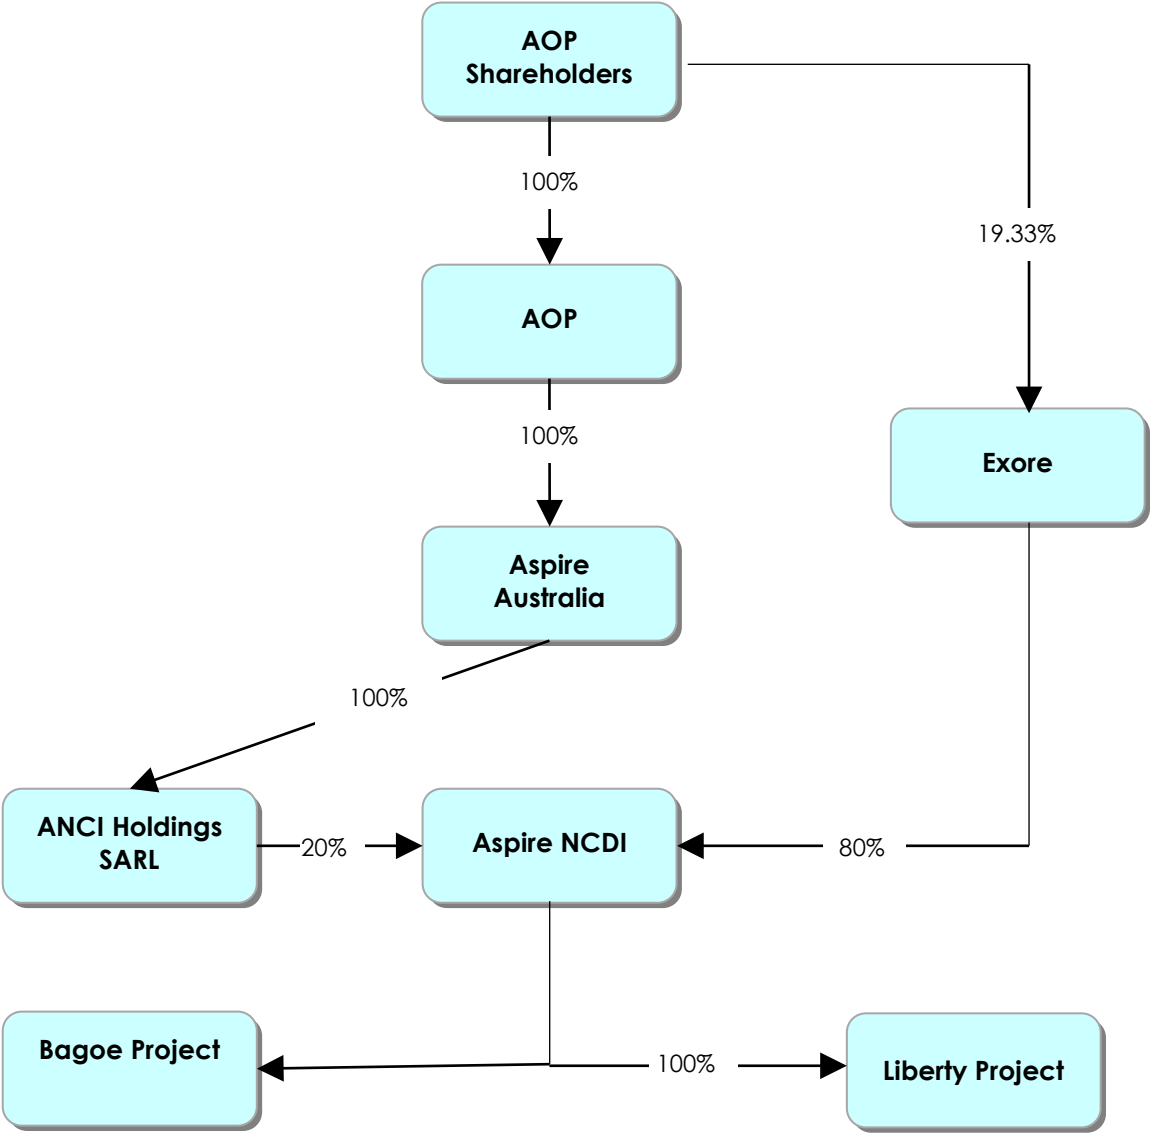 AOP
Shareholders
100%
19.33%
AOP
100%
Exore
Aspire
Australia
100%
ANCI Holdings
SARL
20%
Aspire NCDI
80%
Bagoe Project
100%
Liberty Project